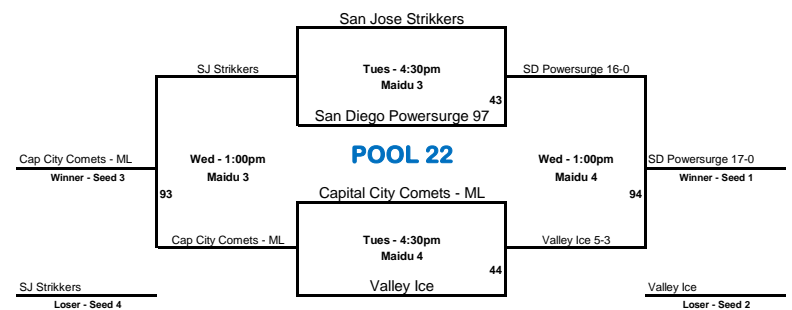 San Jose Strikkers
SJ Strikkers
Tues - 4:30pm
SD Powersurge 16-0
Maidu 3
43
San Diego Powersurge 97
POOL 22
Cap City Comets - ML
Wed - 1:00pm
Wed - 1:00pm
SD Powersurge 17-0
Winner - Seed 3
Maidu 3
Maidu 4
Winner - Seed 1
93
Capital City Comets - ML
94
Cap City Comets - ML
Tues - 4:30pm
Valley Ice 5-3
Maidu 4
44
SJ Strikkers
Valley Ice
Valley Ice
Loser - Seed 4
Loser - Seed 2